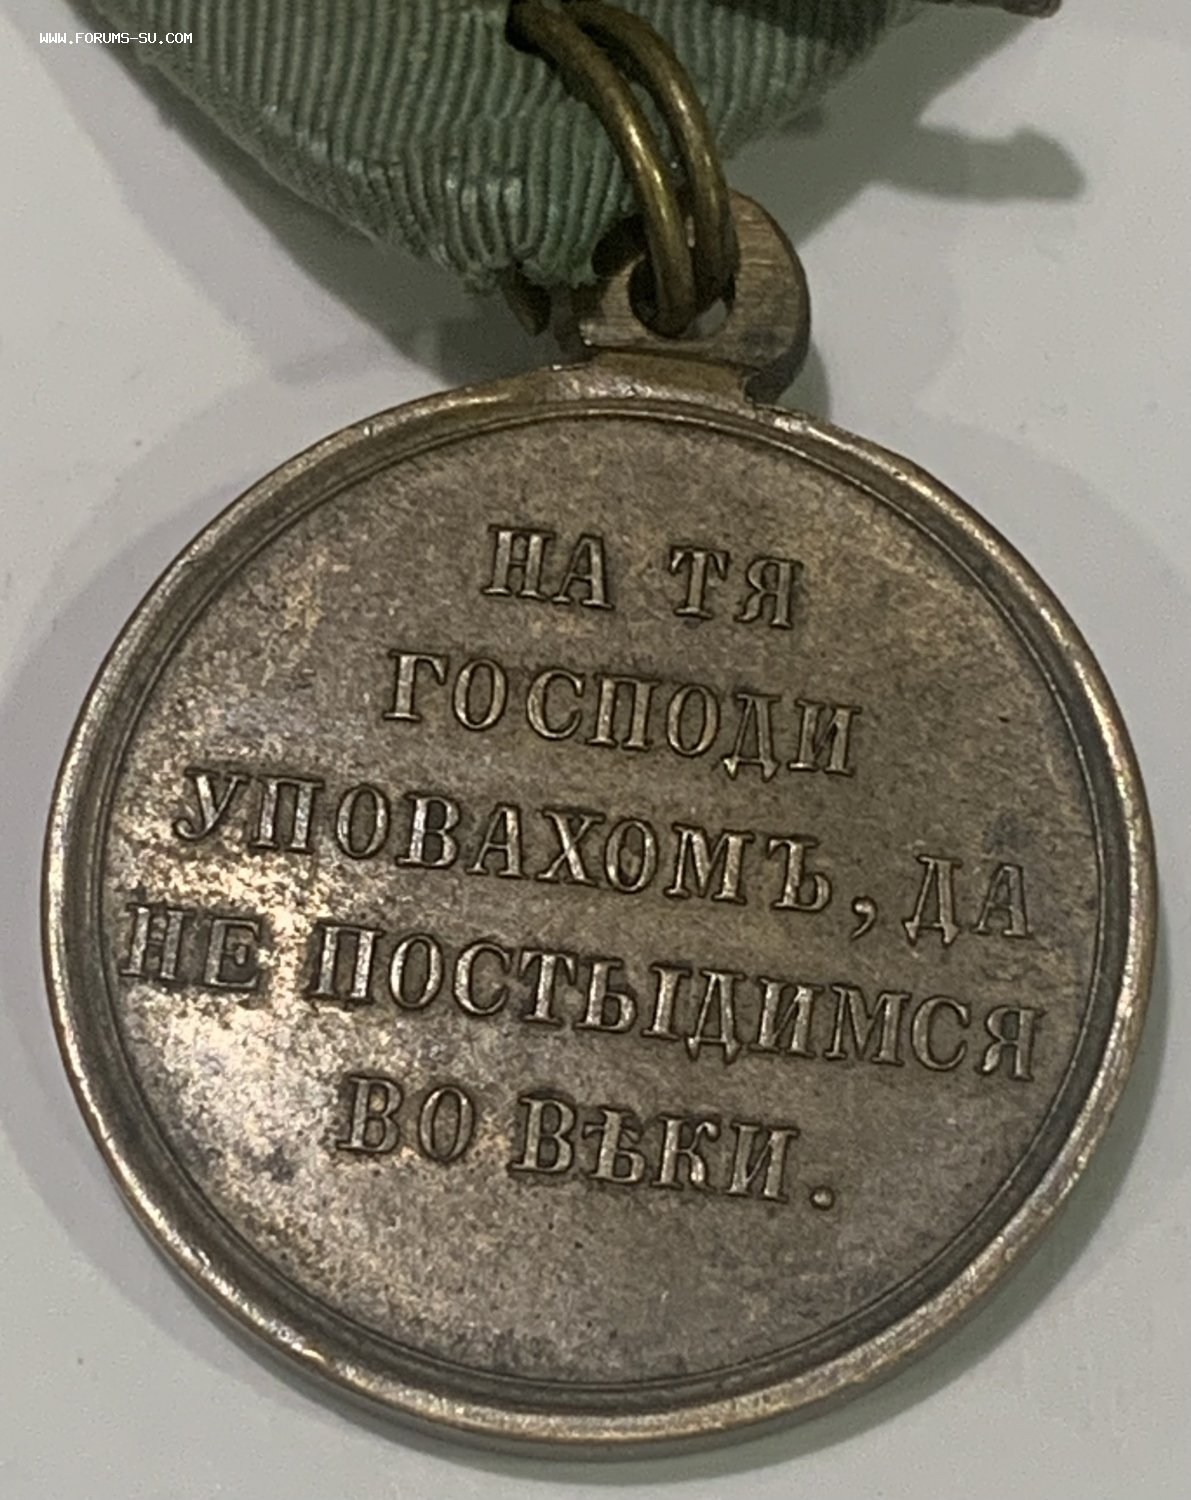 WWW.FORUMS-SU.COM
НА ТЯ
ГОСПОДИ
УПОВАХОМЪ, ДА
НЕ ПОСТЫДИМСЯ
ВО ВѢКИ.